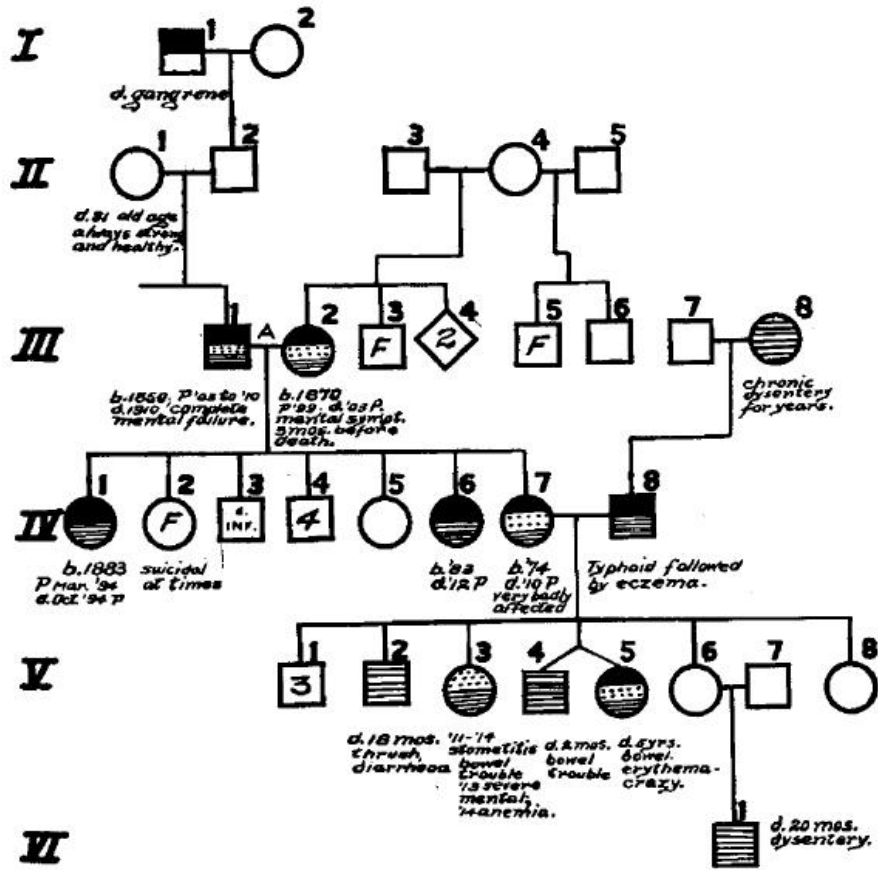 I
1
2
d. gangrene
II
1
2
3
4
5
d. 81 old age
always strong
and healthy.
III
1
A
2
3
F
4
2
5
F
6
7
8
b. 1859; P '05 to '10
d. 1910 complete
mental failure.
b. 1870
P '99. d. '03 P.
mental sympt.
3 mos. before
death.
chronic
dysentery
for years.
IV
1
2
F
3
d.
INF.
4
4
5
6
7
8
b. 1883
P Mar. '94
d. Oct. '94 P
suicidal
at times
b. '83
d. '12 P
b. '74
d. '10 P
very badly
affected
Typhoid followed
by eczema.
V
1
3
2
3
4
5
6
7
8
d. 18 mos.
thrush,
diarrhoea
'11-'14
stometitis
bowel
trouble
'13 severe
mental;
'14 anemia.
d. 2 mos.
bowel
trouble
d. 5 yrs.
bowel.
erythema-
crazy.
VI
1
d. 20 mos.
dysentery.